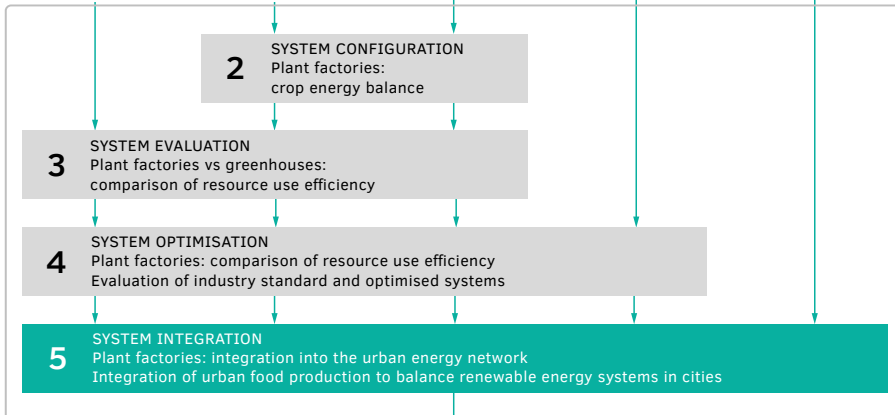 2
SYSTEM CONFIGURATION
Plant factories:
crop energy balance
3
SYSTEM EVALUATION
Plant factories vs greenhouses:
comparison of resource use efficiency
4
SYSTEM OPTIMISATION
Plant factories: comparison of resource use efficiency
Evaluation of industry standard and optimised systems
5
SYSTEM INTEGRATION
Plant factories: integration into the urban energy network
Integration of urban food production to balance renewable energy systems in cities